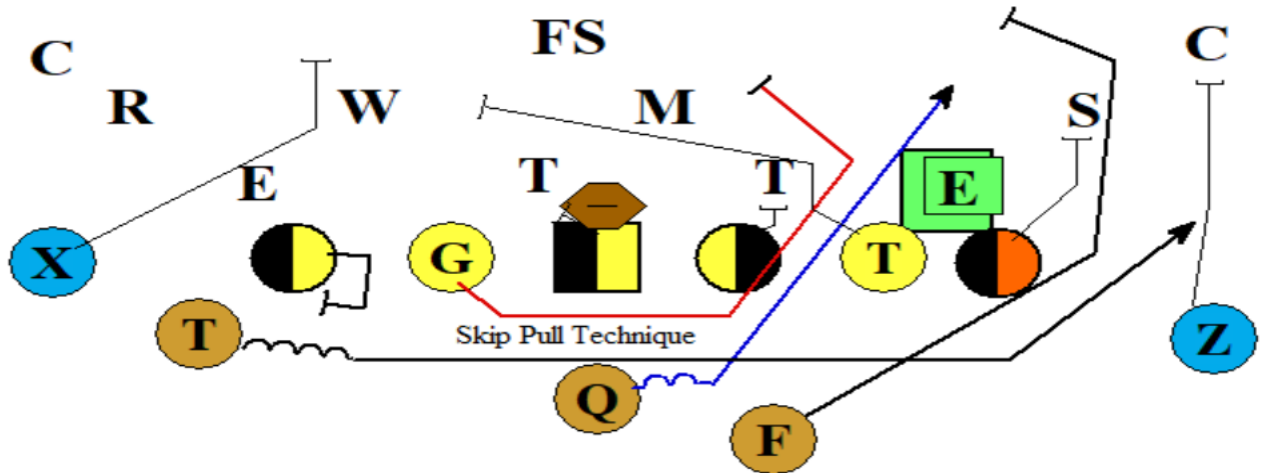 C FS C
R W M S
E T T E
X G T
T Skip Pull Technique Z
Q
F